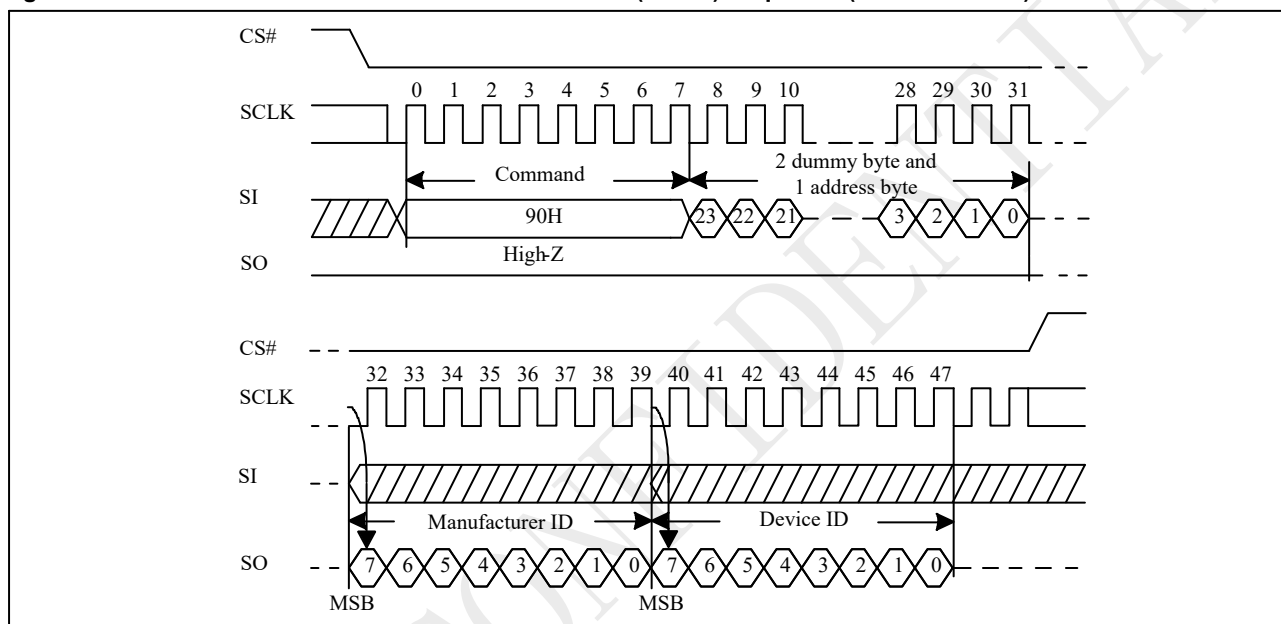 CS#
0 1 2 3 4 5 6 7 8 9 10 28 29 30 31
SCLK
Command
2 dummy byte and
1 address byte
SI
90H
23 22 21 3 2 1 0
High-Z
SO
CS#
32 33 34 35 36 37 38 39 40 41 42 43 44 45 46 47
SCLK
SI
Manufacturer ID
Device ID
SO
7 6 5 4 3 2 1 0 7 6 5 4 3 2 1 0
MSB
MSB